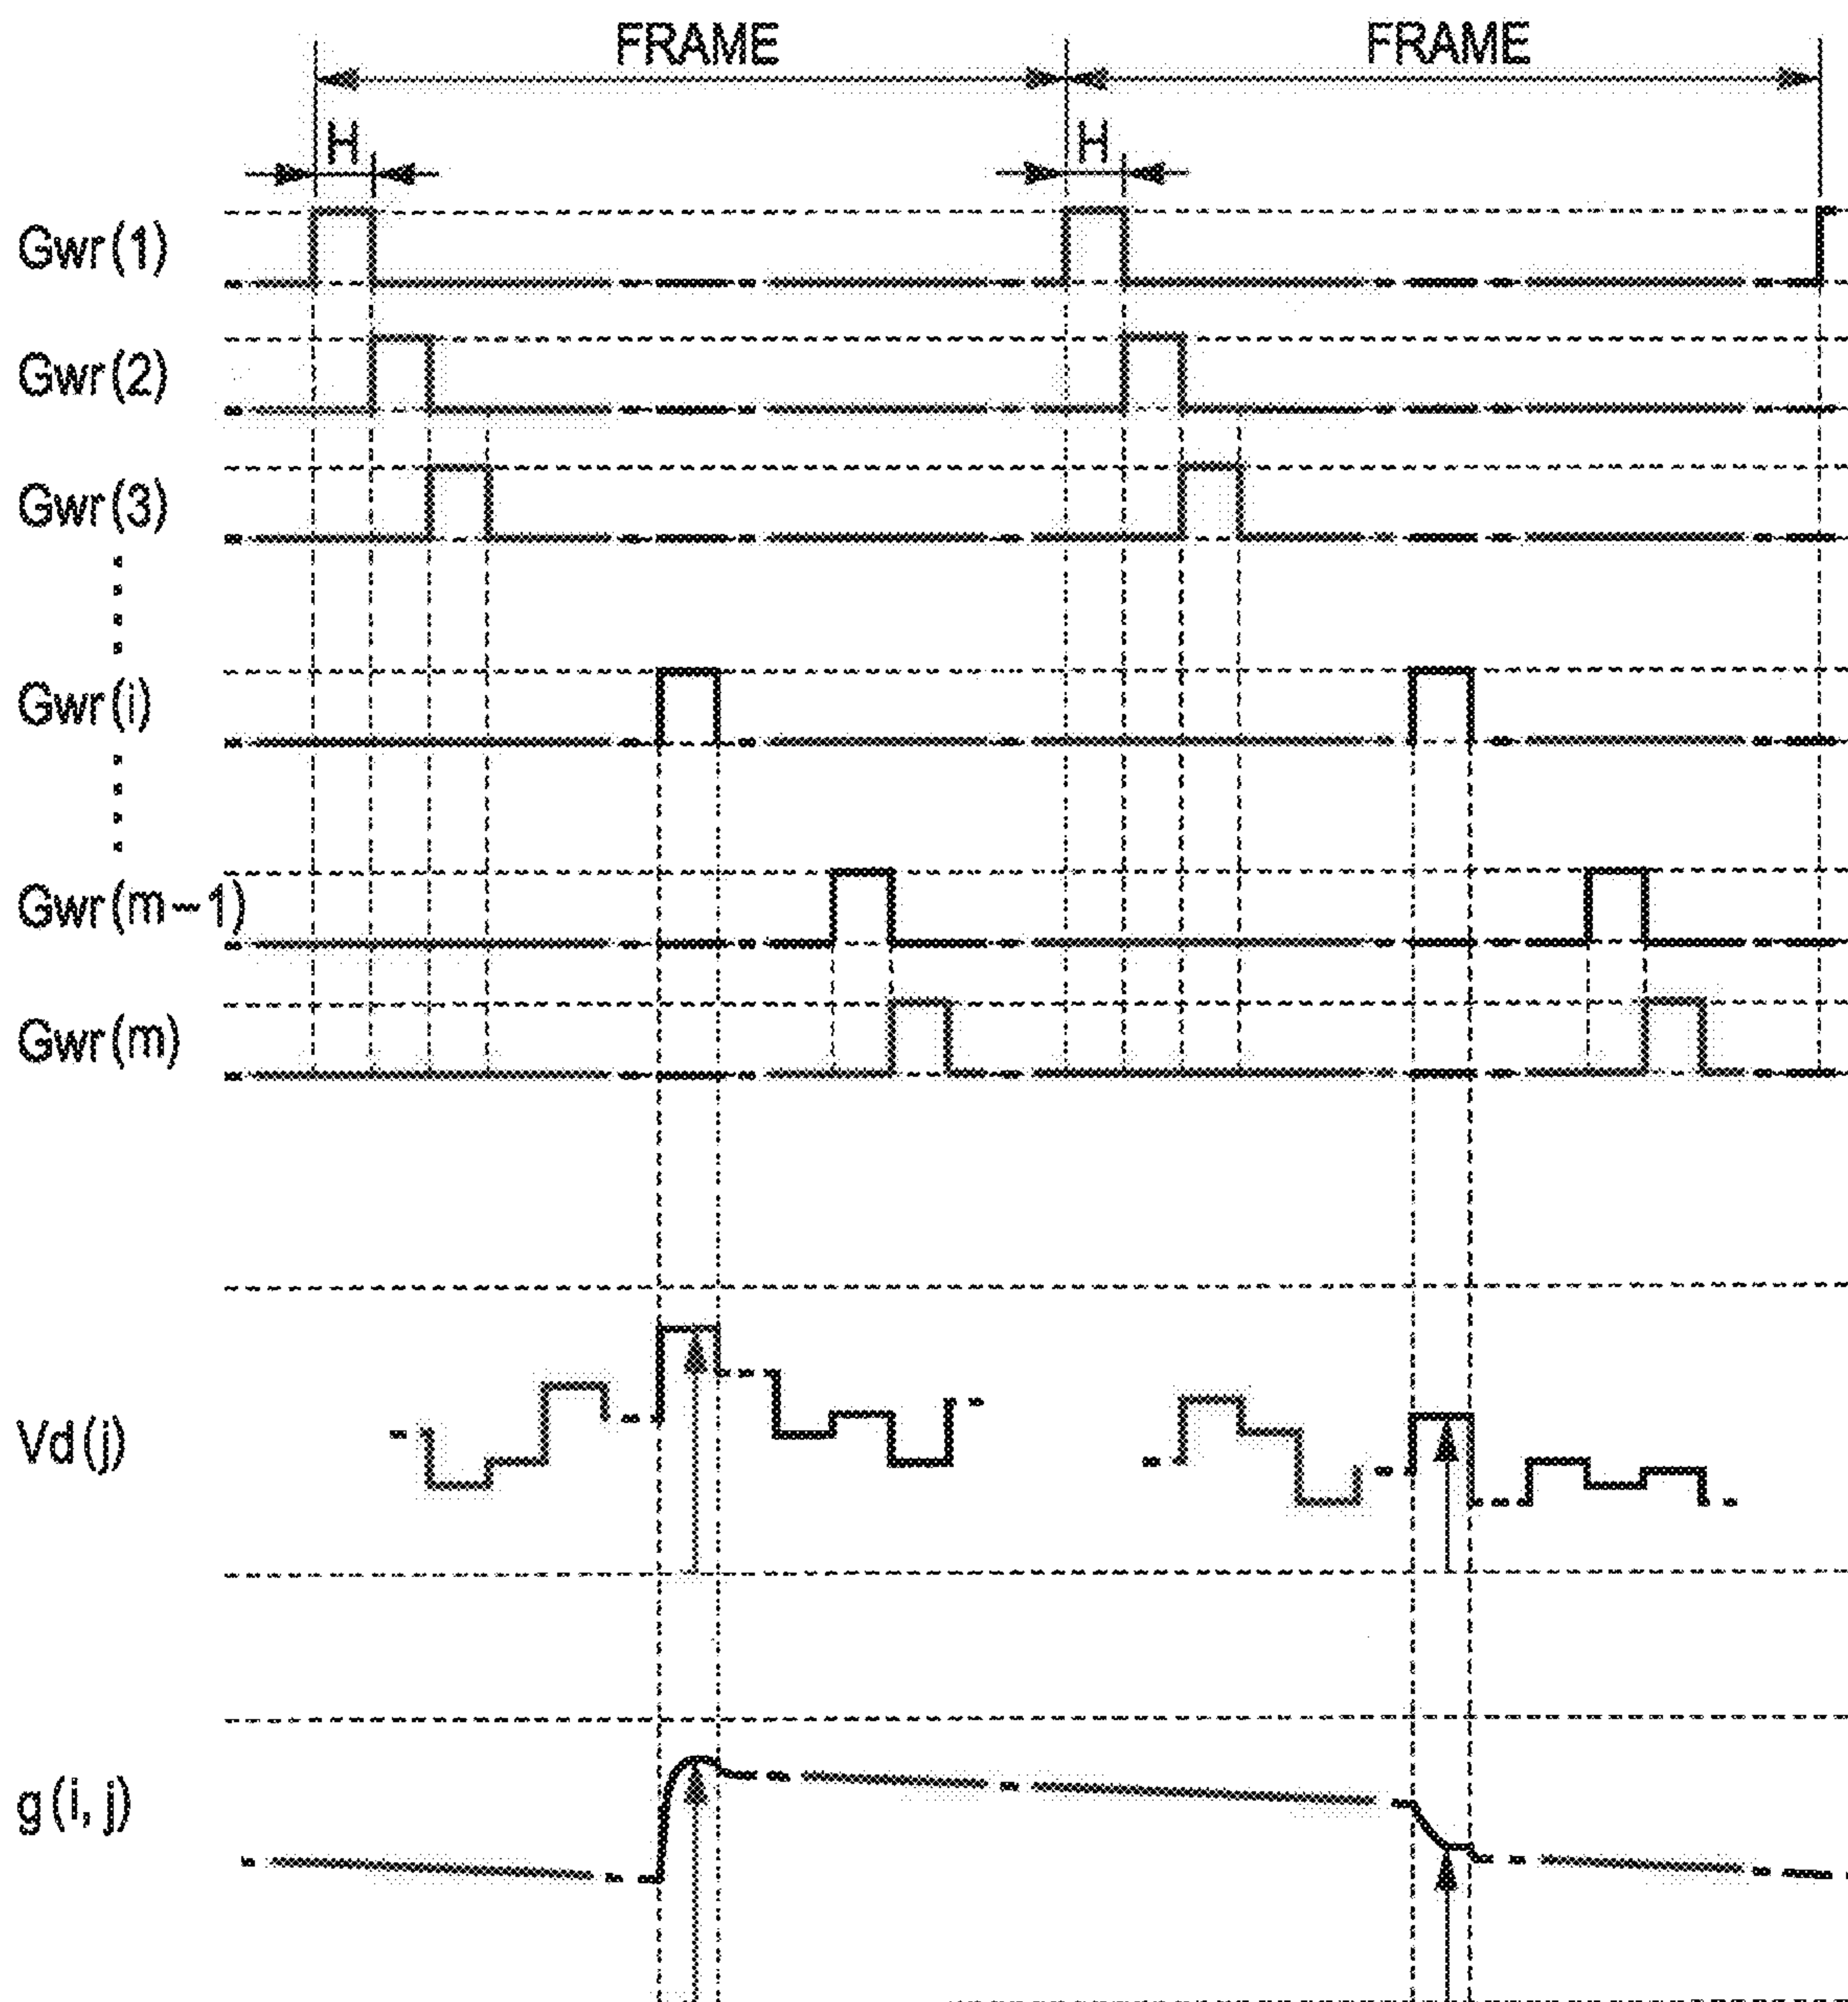 FRAME FRAME
H H
Gwr(1)
Gwr(2)
Gwr(3)
Gwr(i)
Gwr(m-1)
Gwr(m)
Vd(j)
g(i, j)